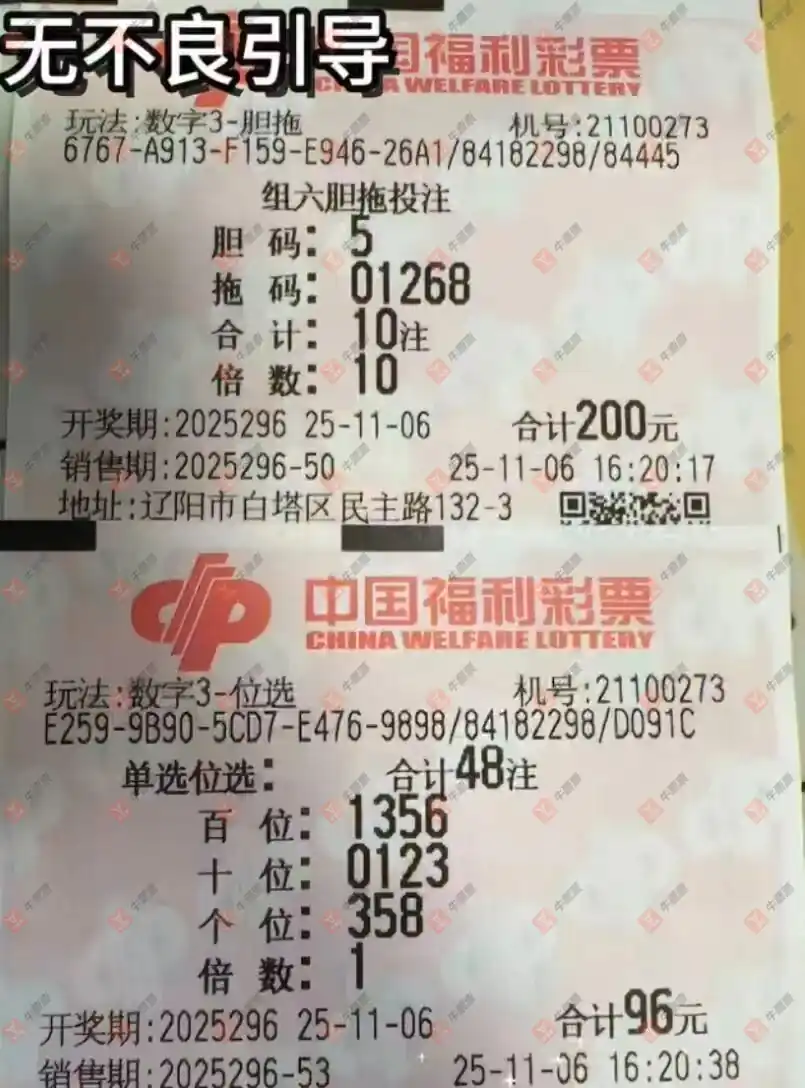 无不良引导
国福利彩票
CHINA WELFARE LOTTERY
玩法:数字3-胆拖 机号:21100273
6767-A913-F159-E946-26A1/84182298/84445
组六胆拖投注
胆 码: 5
拖 码: 01268
合 计: 10注
倍 数: 10
开奖期:2025296 25-11-06 合计200元
销售期:2025296-50 25-11-06 16:20:17
地址:辽阳市白塔区民主路132-3
中国福利彩票
CHINA WELFARE LOTTERY
玩法:数字3-位选 机号:21100273
E259-9B90-5CD7-E476-9898/84182298/D091C
单选位选: 合计48注
百 位: 1356
十 位: 0123
个 位: 358
倍 数: 1
开奖期:2025296 25-11-06 合计96元
销售期:2025296-53 25-11-06 16:20:38